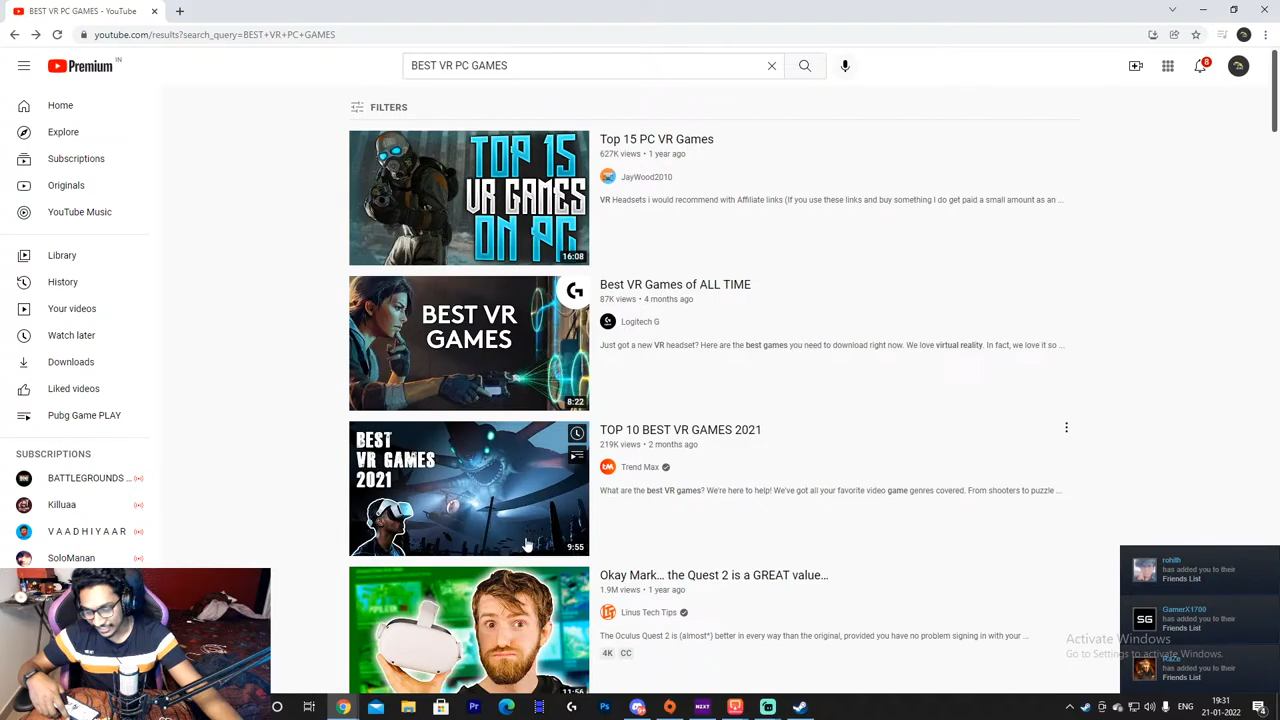 BEST VR PC GAMES - YouTube
youtube.com/results?search_query=BEST+VR+PC+GAMES
Premium IN
BEST VR PC GAMES
8
Home
Explore
Subscriptions
Originals
YouTube Music
Library
History
Your videos
Watch later
Downloads
Liked videos
Pubg Game PLAY
SUBSCRIPTIONS
BATTLEGROUNDS ...
Killuaa
V A A D H I Y A A R
SoloManan
FILTERS
TOP 15
VR GAMES
ON PC
16:08
Top 15 PC VR Games
627K views • 1 year ago
JayWood2010
VR Headsets i would recommend with Affiliate links (If you use these links and buy something I do get paid a small amount as an ...
BEST VR
GAMES
8:22
Best VR Games of ALL TIME
87K views • 4 months ago
Logitech G
Just got a new VR headset? Here are the best games you need to download right now. We love virtual reality. In fact, we love it so ...
BEST
VR GAMES
2021
9:55
TOP 10 BEST VR GAMES 2021
219K views • 2 months ago
tM Trend Max
What are the best VR games? We're here to help! We've got all your favorite video game genres covered. From shooters to puzzle ...
11:56
Okay Mark... the Quest 2 is a GREAT value...
1.9M views • 1 year ago
Linus Tech Tips
The Oculus Quest 2 is (almost*) better in every way than the original, provided you have no problem signing in with your ...
4K CC
rohith
has added you to their
Friends List
SG
GamerX1700
has added you to their
Friends List
RaZe
has added you to their
Friends List
Activate Windows
Go to Settings to activate Windows.
Pr
Ps
NZXT
19:31
21-01-2022